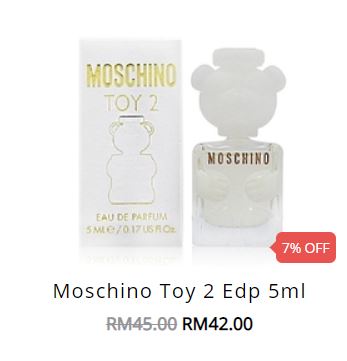 MOSCHINO
TOY 2
EAU DE PARFUM
5 ML ℮ / 0.17 US Fl.Oz.
MOSCHINO
7% OFF
Moschino Toy 2 Edp 5ml
RM45.00 RM42.00